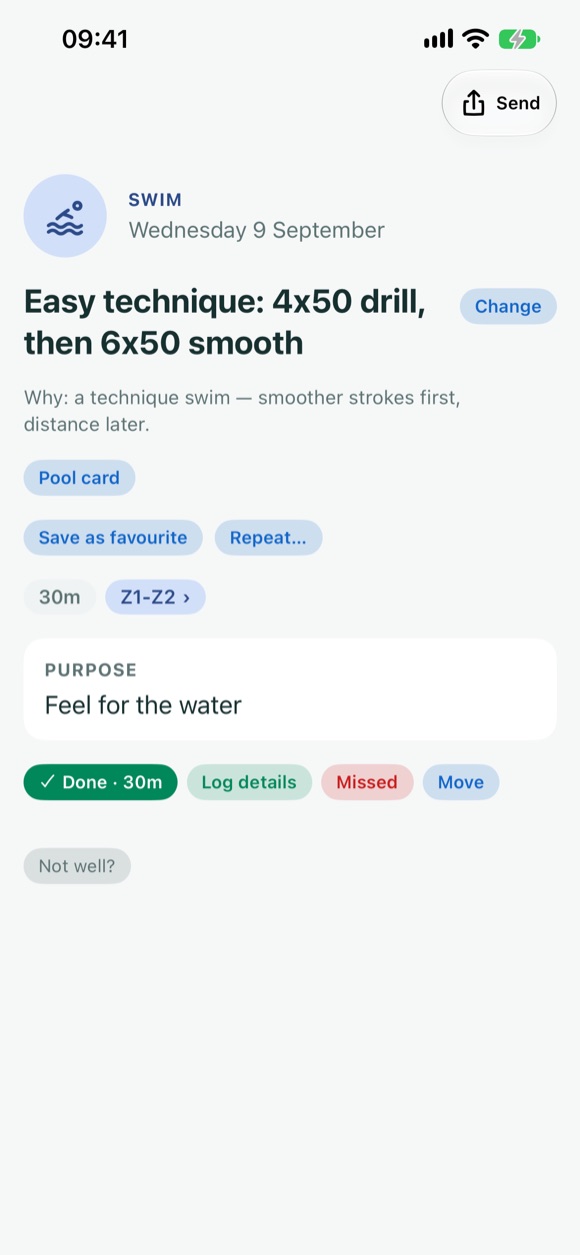 09:41
Send
SWIM
Wednesday 9 September
Easy technique: 4x50 drill,
then 6x50 smooth
Change
Why: a technique swim — smoother strokes first,
distance later.
Pool card
Save as favourite
Repeat...
30m
Z1-Z2 ›
PURPOSE
Feel for the water
✓ Done · 30m
Log details
Missed
Move
Not well?